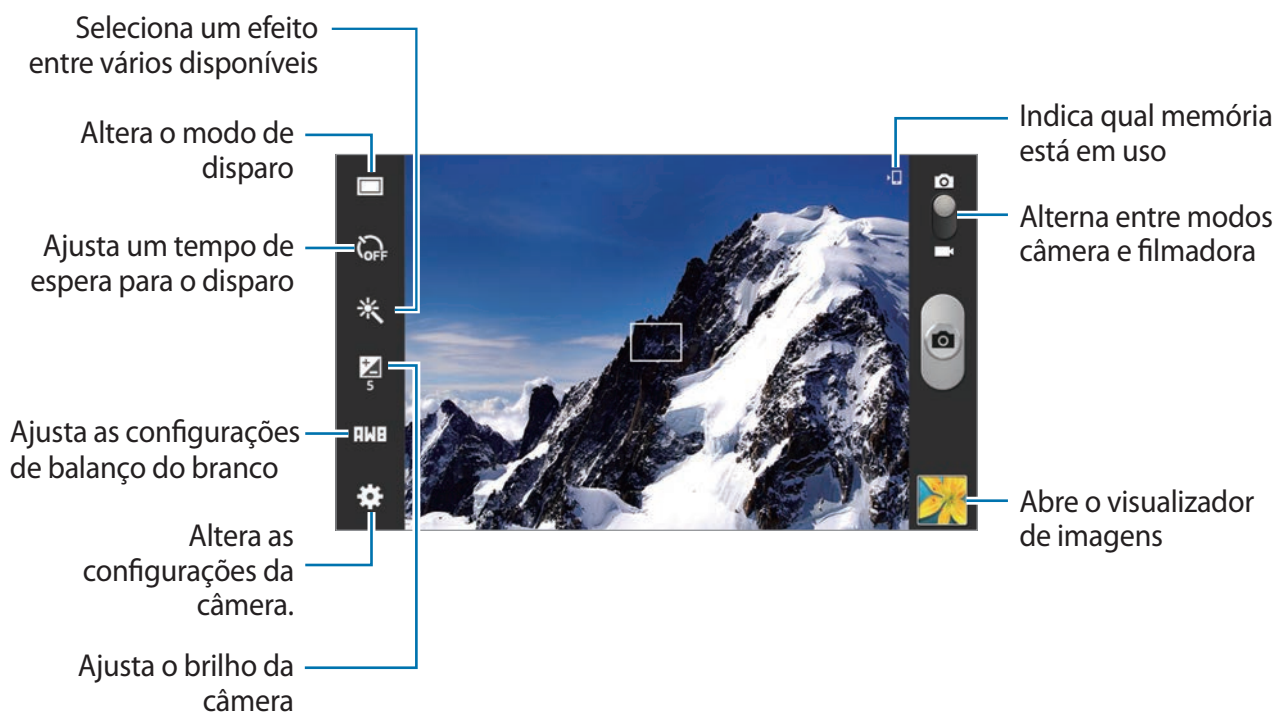 Seleciona um efeito
entre vários disponíveis
Altera o modo de
disparo
Ajusta um tempo de
espera para o disparo
Ajusta as configurações
de balanço do branco
Altera as
configurações da
câmera.
Ajusta o brilho da
câmera
OFF
5
AWB
Indica qual memória
está em uso
Alterna entre modos
câmera e filmadora
Abre o visualizador
de imagens